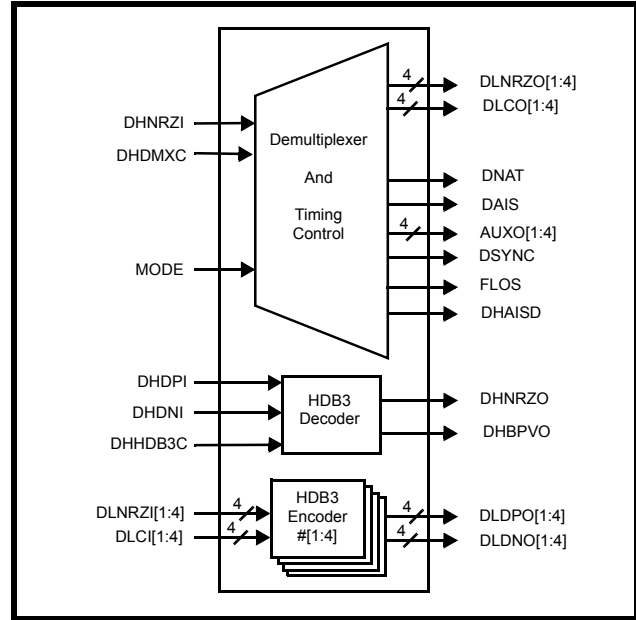 DHNRZI
DHDMXC
MODE
Demultiplexer
And
Timing
Control
4
DLNRZO[1:4]
4
DLCO[1:4]
DNAT
DAIS
4
AUXO[1:4]
DSYNC
FLOS
DHAISD
DHDPI
DHDNI
DHHDB3C
HDB3
Decoder
DHNRZO
DHBPVO
DLNRZI[1:4]
4
DLCI[1:4]
4
HDB3
Encoder
#[1:4]
4
DLDPO[1:4]
4
DLDNO[1:4]